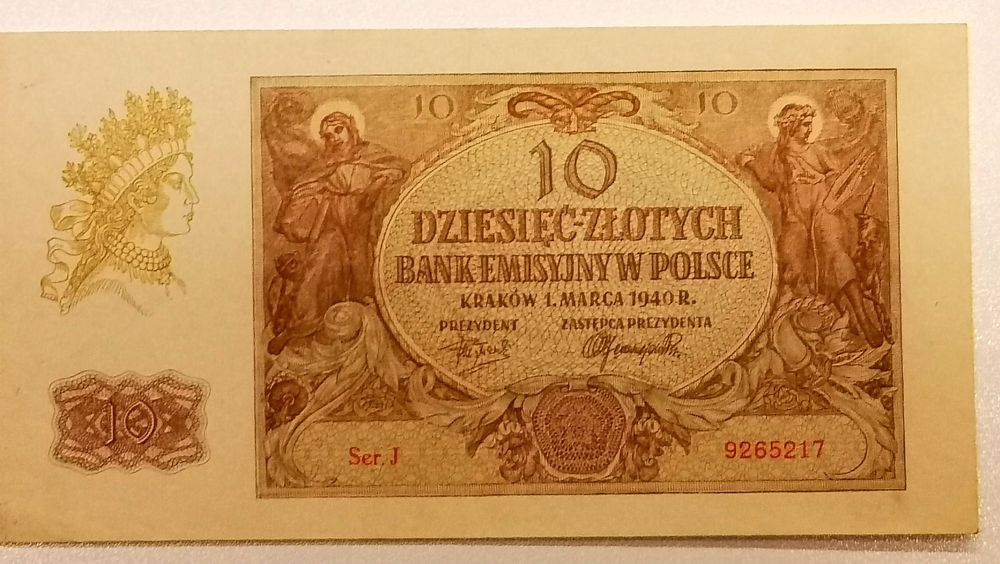 10 10
10
DZIESIĘĆ-ZŁOTYCH
BANK·EMISYJNY W POLSCE
KRAKÓW 1. MARCA 1940 R.
PREZYDENT ZASTĘPCA PREZYDENTA
10
Ser. J 9265217